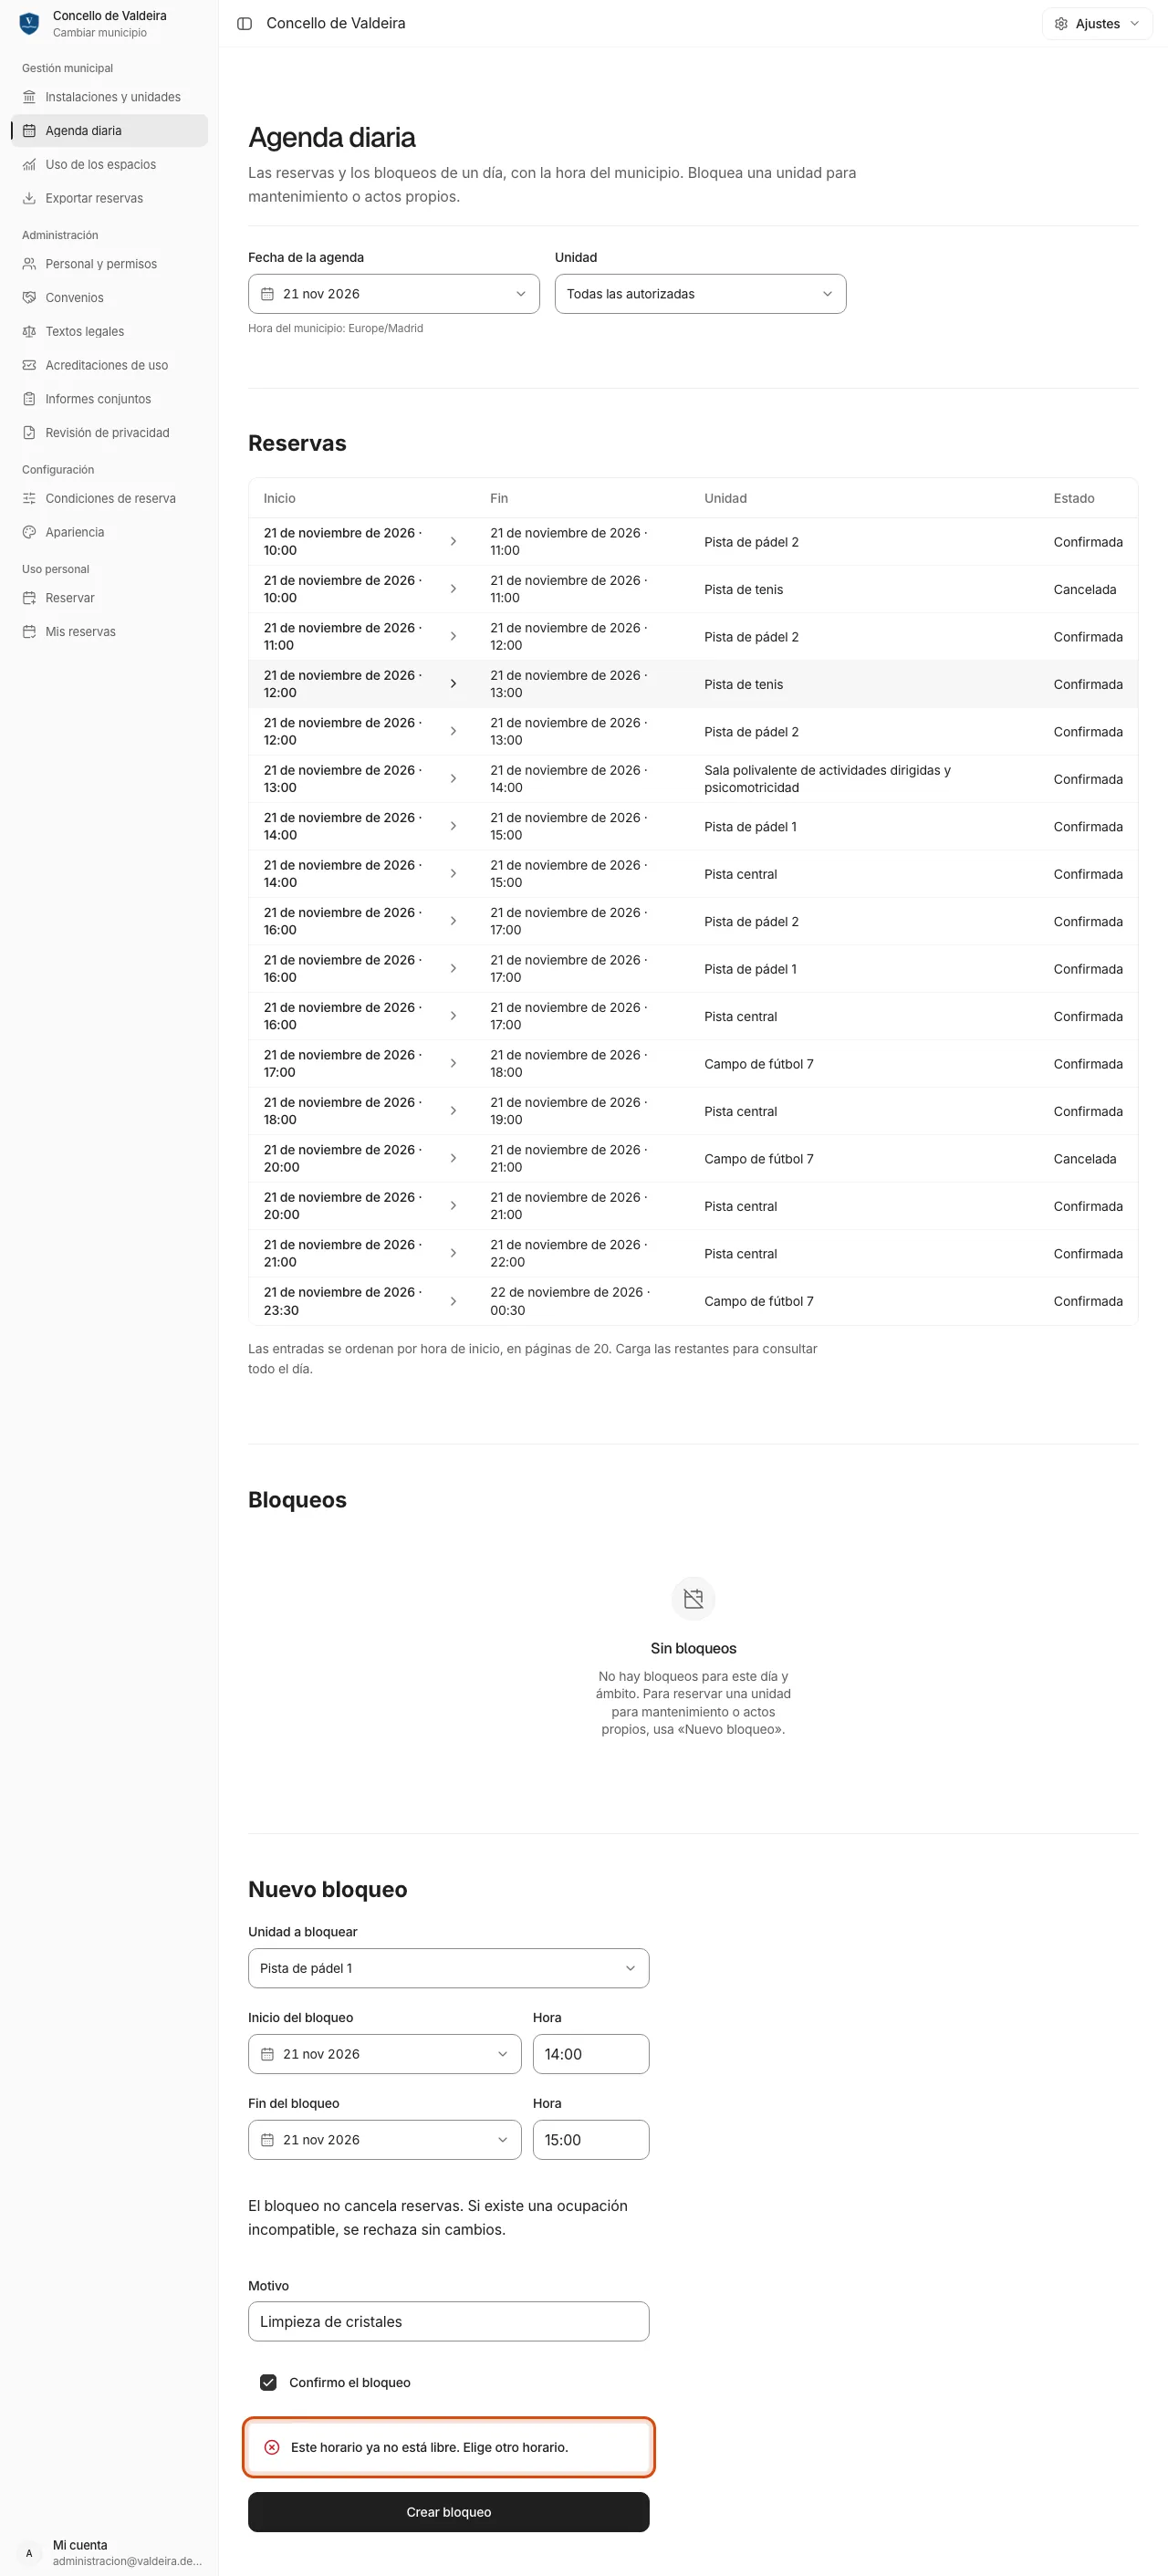 Concello de Valdeira
Cambiar municipio
Gestión municipal
Instalaciones y unidades
Agenda diaria
Uso de los espacios
Exportar reservas
Administración
Personal y permisos
Convenios
Textos legales
Acreditaciones de uso
Informes conjuntos
Revisión de privacidad
Configuración
Condiciones de reserva
Apariencia
Uso personal
Reservar
Mis reservas
A
Mi cuenta
administracion@valdeira.de...
Concello de Valdeira
Ajustes
Agenda diaria
Las reservas y los bloqueos de un día, con la hora del municipio. Bloquea una unidad para
mantenimiento o actos propios.
Fecha de la agenda
21 nov 2026
Hora del municipio: Europe/Madrid
Unidad
Todas las autorizadas
Reservas
Inicio Fin Unidad Estado
21 de noviembre de 2026 · 10:00 21 de noviembre de 2026 · 11:00 Pista de pádel 2 Confirmada
21 de noviembre de 2026 · 10:00 21 de noviembre de 2026 · 11:00 Pista de tenis Cancelada
21 de noviembre de 2026 · 11:00 21 de noviembre de 2026 · 12:00 Pista de pádel 2 Confirmada
21 de noviembre de 2026 · 12:00 21 de noviembre de 2026 · 13:00 Pista de tenis Confirmada
21 de noviembre de 2026 · 12:00 21 de noviembre de 2026 · 13:00 Pista de pádel 2 Confirmada
21 de noviembre de 2026 · 13:00 21 de noviembre de 2026 · 14:00 Sala polivalente de actividades dirigidas y psicomotricidad Confirmada
21 de noviembre de 2026 · 14:00 21 de noviembre de 2026 · 15:00 Pista de pádel 1 Confirmada
21 de noviembre de 2026 · 14:00 21 de noviembre de 2026 · 15:00 Pista central Confirmada
21 de noviembre de 2026 · 16:00 21 de noviembre de 2026 · 17:00 Pista de pádel 2 Confirmada
21 de noviembre de 2026 · 16:00 21 de noviembre de 2026 · 17:00 Pista de pádel 1 Confirmada
21 de noviembre de 2026 · 16:00 21 de noviembre de 2026 · 17:00 Pista central Confirmada
21 de noviembre de 2026 · 17:00 21 de noviembre de 2026 · 18:00 Campo de fútbol 7 Confirmada
21 de noviembre de 2026 · 18:00 21 de noviembre de 2026 · 19:00 Pista central Confirmada
21 de noviembre de 2026 · 20:00 21 de noviembre de 2026 · 21:00 Campo de fútbol 7 Cancelada
21 de noviembre de 2026 · 20:00 21 de noviembre de 2026 · 21:00 Pista central Confirmada
21 de noviembre de 2026 · 21:00 21 de noviembre de 2026 · 22:00 Pista central Confirmada
21 de noviembre de 2026 · 23:30 22 de noviembre de 2026 · 00:30 Campo de fútbol 7 Confirmada
Las entradas se ordenan por hora de inicio, en páginas de 20. Carga las restantes para consultar
todo el día.
Bloqueos
Sin bloqueos
No hay bloqueos para este día y
ámbito. Para reservar una unidad
para mantenimiento o actos
propios, usa «Nuevo bloqueo».
Nuevo bloqueo
Unidad a bloquear
Pista de pádel 1
Inicio del bloqueo Hora
21 nov 2026 14:00
Fin del bloqueo Hora
21 nov 2026 15:00
El bloqueo no cancela reservas. Si existe una ocupación
incompatible, se rechaza sin cambios.
Motivo
Limpieza de cristales
Confirmo el bloqueo
Este horario ya no está libre. Elige otro horario.
Crear bloqueo